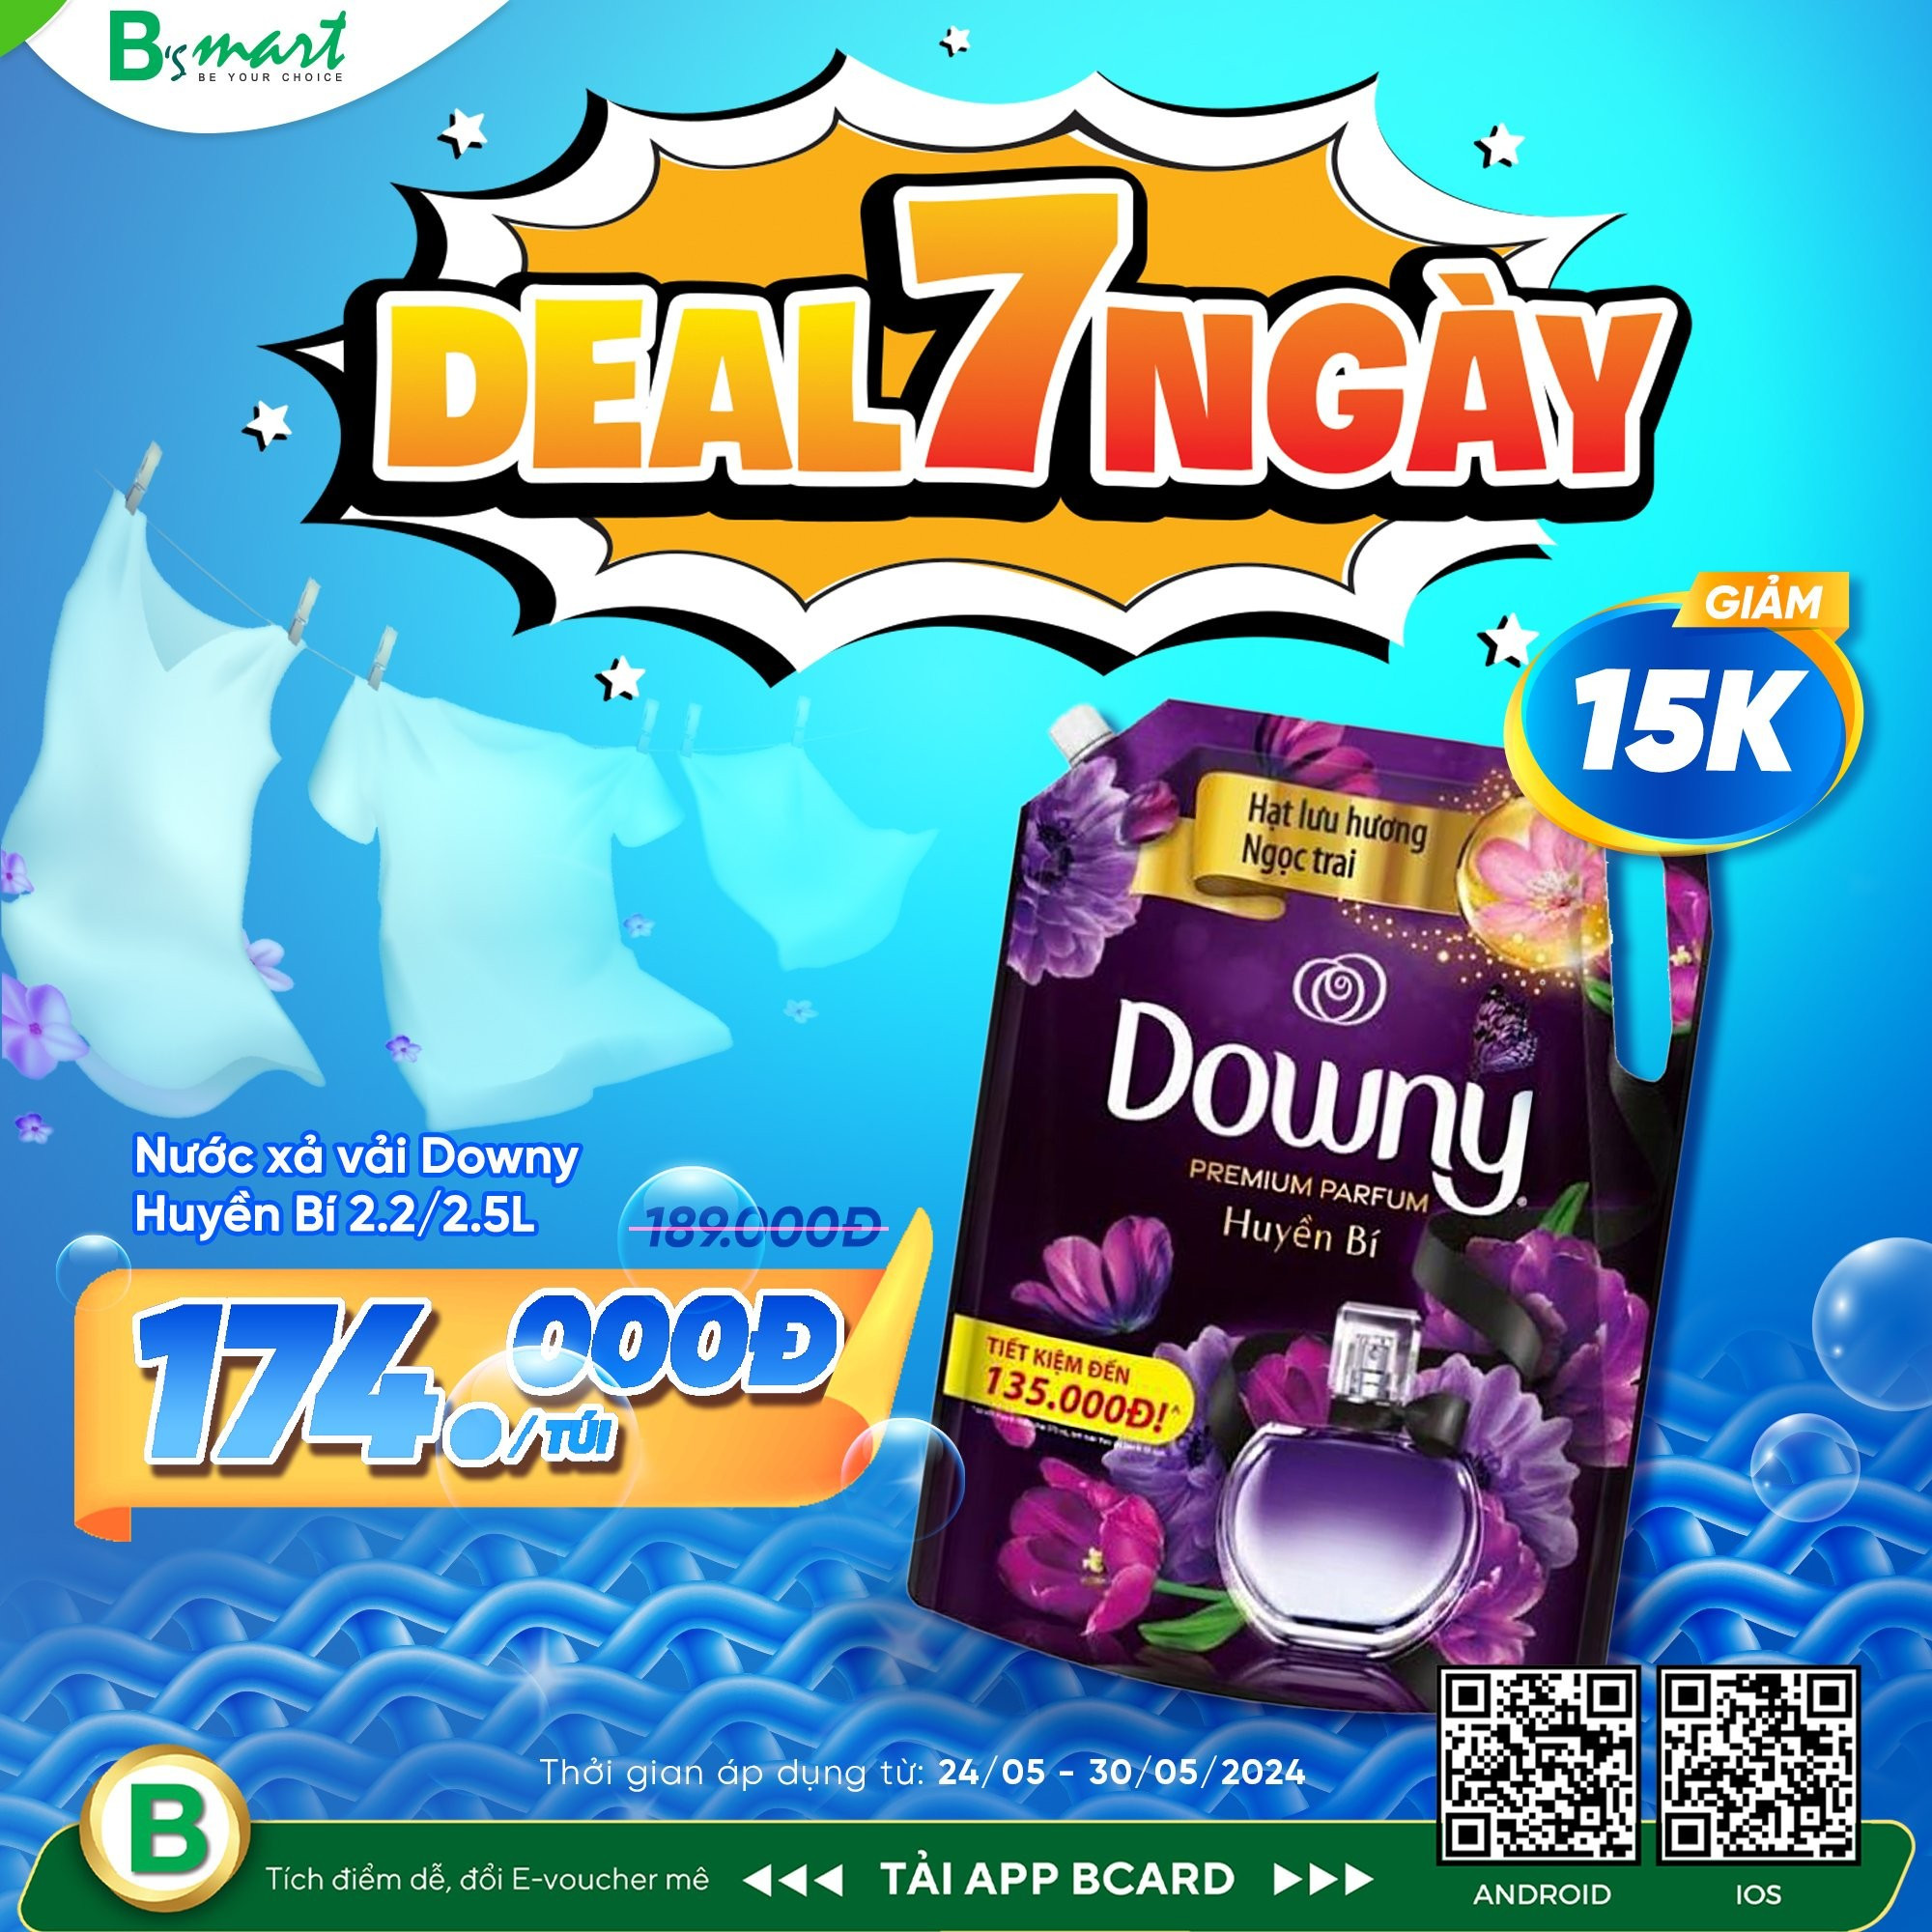 B's mart
BE YOUR CHOICE
DEAL 7 NGÀY
GIẢM
15K
Hạt lưu hương
Ngọc trai
Downy
PREMIUM PARFUM
Huyền Bí
TIẾT KIỆM ĐẾN
135.000Đ!^
Nước xả vải Downy
Huyền Bí 2.2/2.5L
189.000Đ
174.000Đ
/TÚI
Thời gian áp dụng từ: 24/05 - 30/05/2024
B
Tích điểm dễ, đổi E-voucher mê
TẢI APP BCARD
ANDROID
IOS